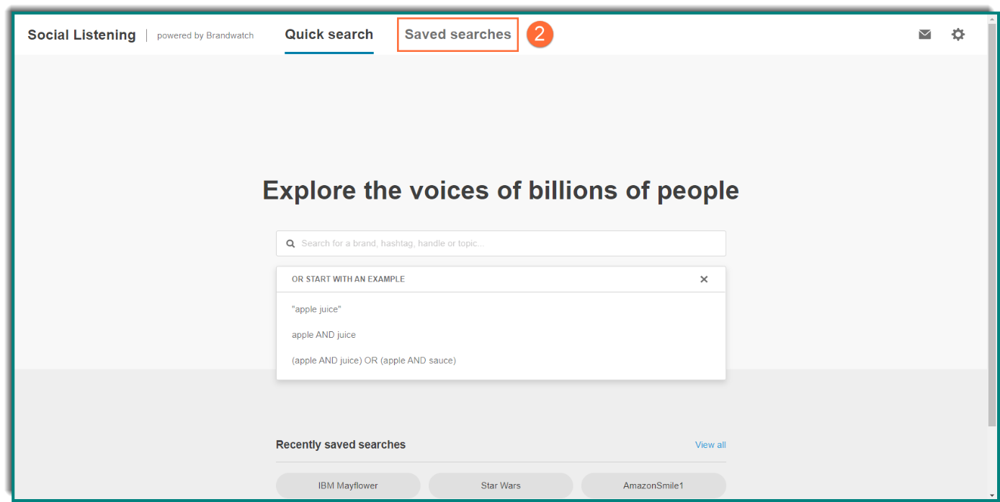 Social Listening | powered by Brandwatch Quick search Saved searches 2
Explore the voices of billions of people
Search for a brand, hashtag, handle or topic...
OR START WITH AN EXAMPLE
"apple juice"
apple AND juice
(apple AND juice) OR (apple AND sauce)
Recently saved searches View all
IBM Mayflower Star Wars AmazonSmile1